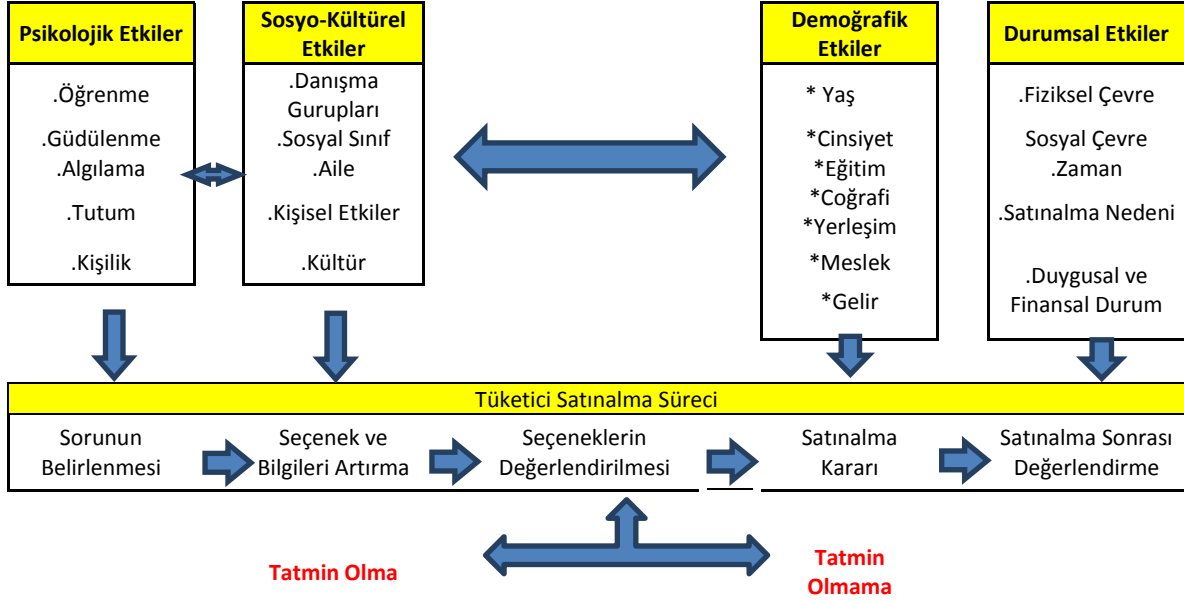 Psikolojik Etkiler
.Öğrenme
.Güdülenme
.Algılama
.Tutum
.Kişilik
Sosyo-Kültürel
Etkiler
.Danışma
Gurupları
.Sosyal Sınıf
.Aile
.Kişisel Etkiler
.Kültür
Demoğrafik
Etkiler
* Yaş
*Cinsiyet
*Eğitim
*Coğrafi
*Yerleşim
*Meslek
*Gelir
Durumsal Etkiler
.Fiziksel Çevre
Sosyal Çevre
.Zaman
.Satınalma Nedeni
.Duygusal ve
Finansal Durum
Tüketici Satınalma Süreci
Sorunun
Belirlenmesi
Seçenek ve
Bilgileri Artırma
Seçeneklerin
Değerlendirilmesi
Satınalma
Kararı
Satınalma Sonrası
Değerlendirme
Tatmin Olma
Tatmin
Olmama